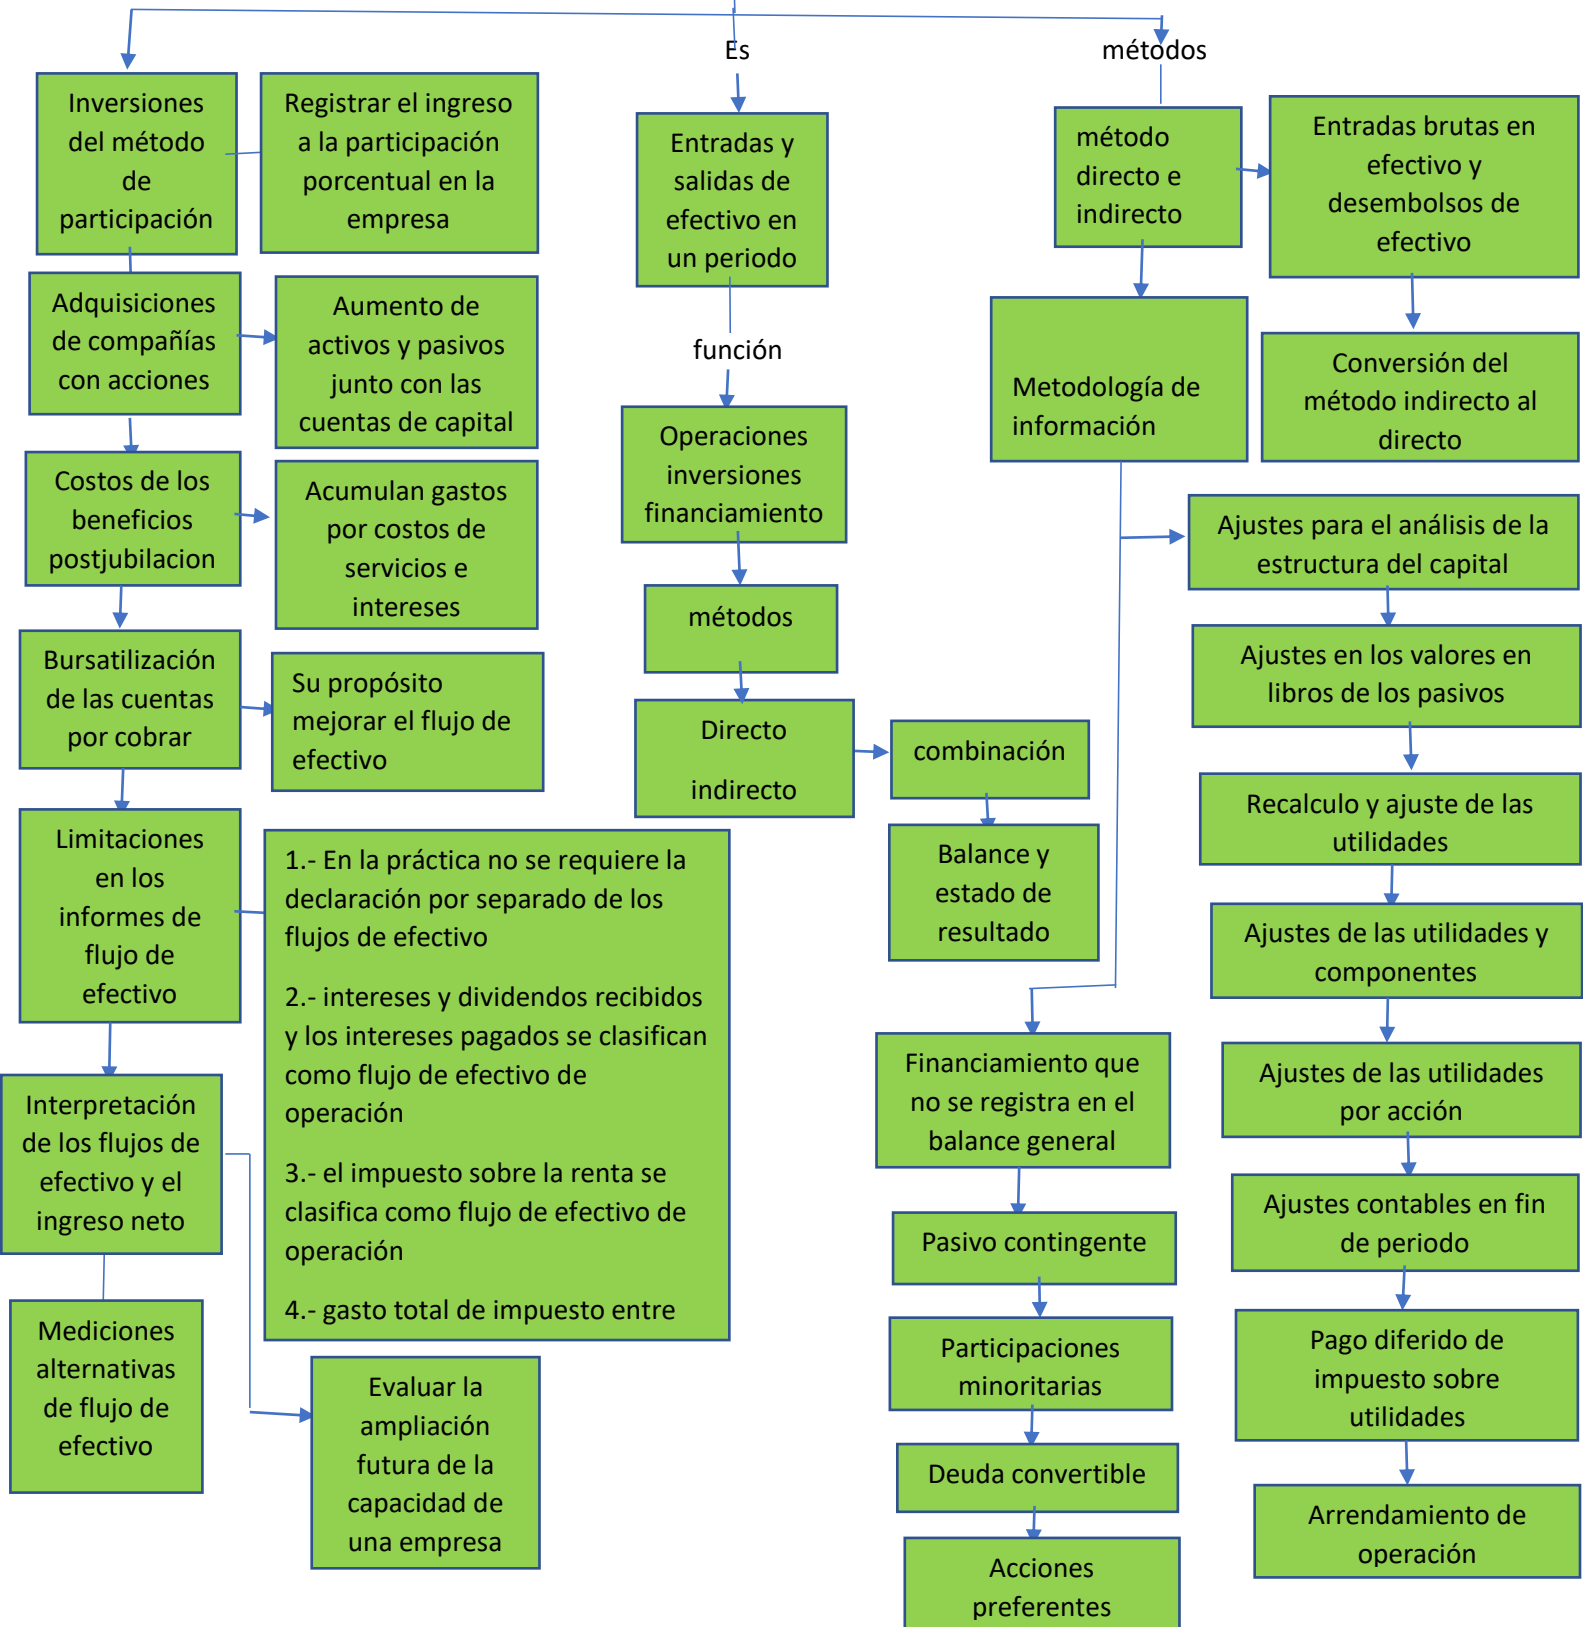 Es
métodos
Inversiones
del método
de
participación
Registrar el ingreso
a la participación
porcentual en la
empresa
Adquisiciones
de compañías
con acciones
Aumento de
activos y pasivos
junto con las
cuentas de capital
Costos de los
beneficios
postjubilacion
Acumulan gastos
por costos de
servicios e
intereses
Bursatilización
de las cuentas
por cobrar
Su propósito
mejorar el flujo de
efectivo
Limitaciones
en los
informes de
flujo de
efectivo
1.- En la práctica no se requiere la
declaración por separado de los
flujos de efectivo
2.- intereses y dividendos recibidos
y los intereses pagados se clasifican
como flujo de efectivo de
operación
3.- el impuesto sobre la renta se
clasifica como flujo de efectivo de
operación
4.- gasto total de impuesto entre
Interpretación
de los flujos de
efectivo y el
ingreso neto
Mediciones
alternativas
de flujo de
efectivo
Evaluar la
ampliación
futura de la
capacidad de
una empresa
Entradas y
salidas de
efectivo en
un periodo
función
Operaciones
inversiones
financiamiento
métodos
Directo
indirecto
combinación
Balance y
estado de
resultado
método
directo e
indirecto
Entradas brutas en
efectivo y
desembolsos de
efectivo
Conversión del
método indirecto al
directo
Metodología de
información
Ajustes para el análisis de la
estructura del capital
Ajustes en los valores en
libros de los pasivos
Recalculo y ajuste de las
utilidades
Ajustes de las utilidades y
componentes
Ajustes de las utilidades
por acción
Ajustes contables en fin
de periodo
Pago diferido de
impuesto sobre
utilidades
Arrendamiento de
operación
Financiamiento que
no se registra en el
balance general
Pasivo contingente
Participaciones
minoritarias
Deuda convertible
Acciones
preferentes